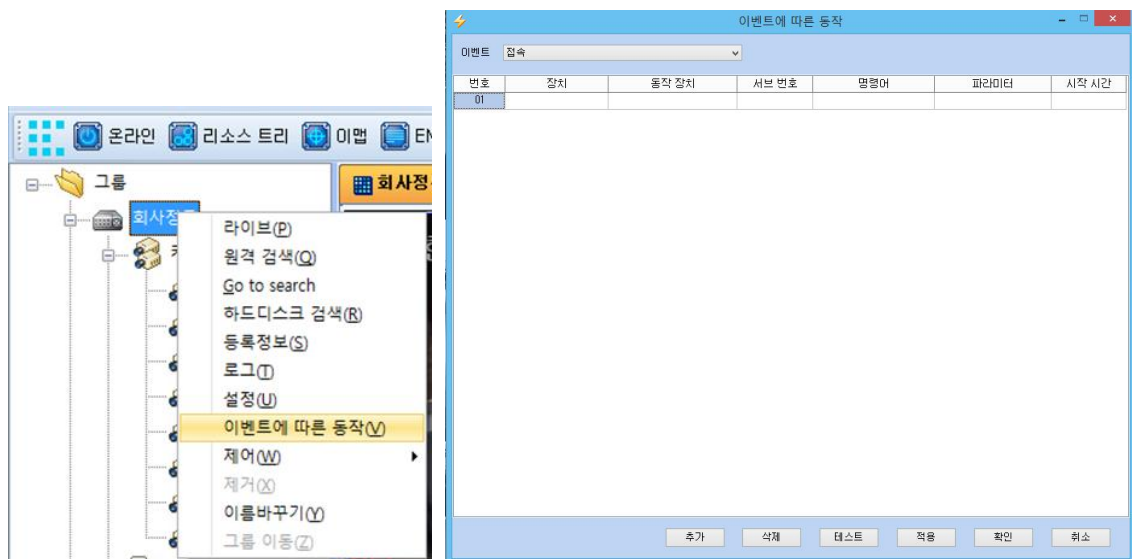 온라인 리소스 트리 이맵
그룹
회사정
회사정
라이브(P)
원격 검색(Q)
Go to search
하드디스크 검색(R)
등록정보(S)
로그(T)
설정(U)
이벤트에 따른 동작(V)
제어(W)
제거(X)
이름바꾸기(Y)
그룹 이동(Z)
이벤트에 따른 동작
이벤트 접속
번호 장치 동작 장치 서브 번호 명령어 파라미터 시작 시간
01
추가 삭제 테스트 적용 확인 취소